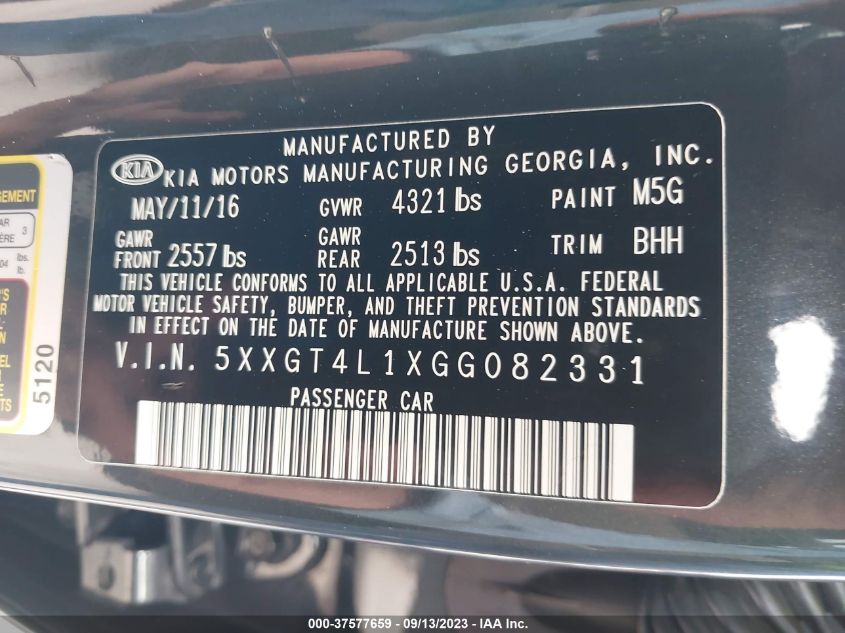 MANUFACTURED BY
KIA KIA MOTORS MANUFACTURING GEORGIA, INC.
MAY/11/16 GVWR 4321 lbs PAINT M5G
GAWR FRONT 2557 lbs GAWR REAR 2513 lbs TRIM BHH
THIS VEHICLE CONFORMS TO ALL APPLICABLE U.S.A. FEDERAL
MOTOR VEHICLE SAFETY, BUMPER, AND THEFT PREVENTION STANDARDS
IN EFFECT ON THE DATE OF MANUFACTURE SHOWN ABOVE.
V.I.N. 5XXGT4L1XGG082331
PASSENGER CAR
5120
3
lbs.
lb.
000-37577659 - 09/13/2023 - IAA Inc.